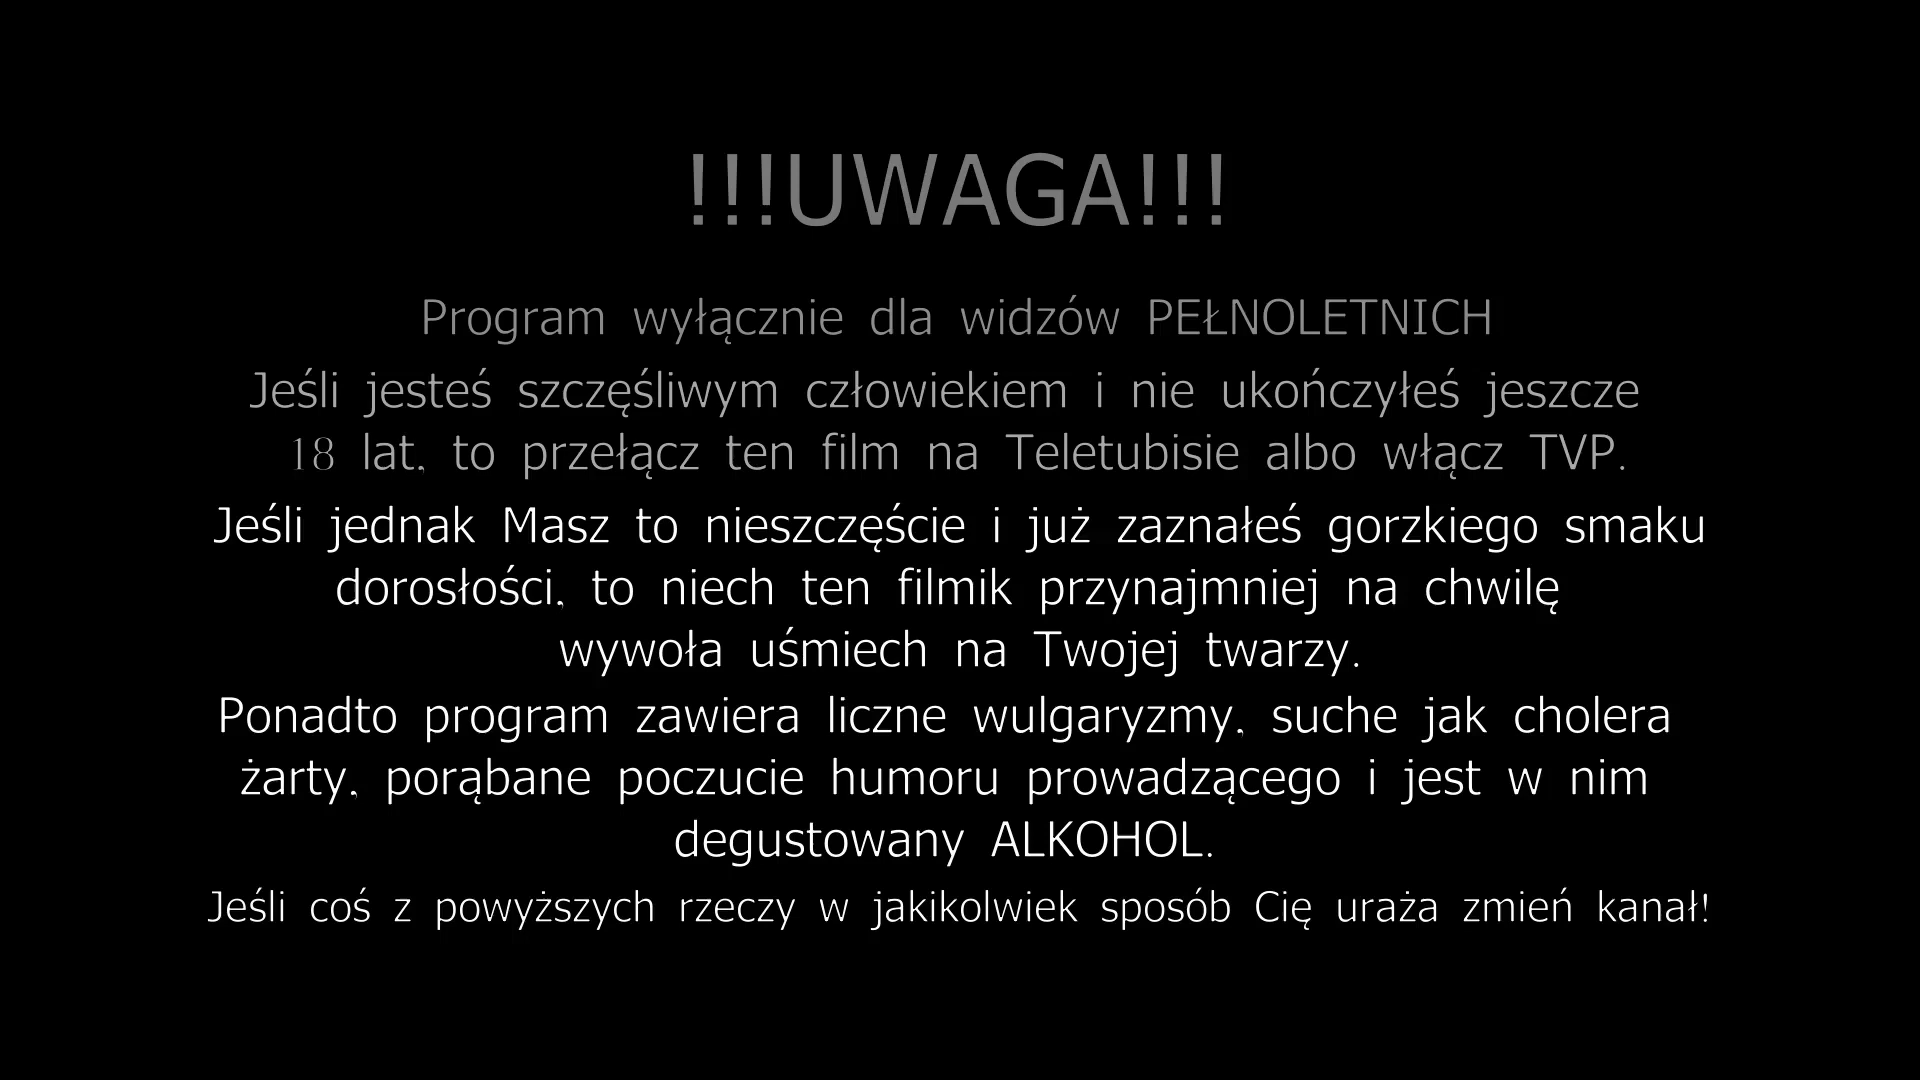 !!!UWAGA!!!
Program wyłącznie dla widzów PEŁNOLETNICH
Jeśli jesteś szczęśliwym człowiekiem i nie ukończyłeś jeszcze
18 lat, to przełącz ten film na Teletubisie albo włącz TVP.
Jeśli jednak Masz to nieszczęście i już zaznałeś gorzkiego smaku
dorosłości, to niech ten filmik przynajmniej na chwilę
wywoła uśmiech na Twojej twarzy.
Ponadto program zawiera liczne wulgaryzmy, suche jak cholera
żarty, porąbane poczucie humoru prowadzącego i jest w nim
degustowany ALKOHOL.
Jeśli coś z powyższych rzeczy w jakikolwiek sposób Cię uraża zmień kanał!